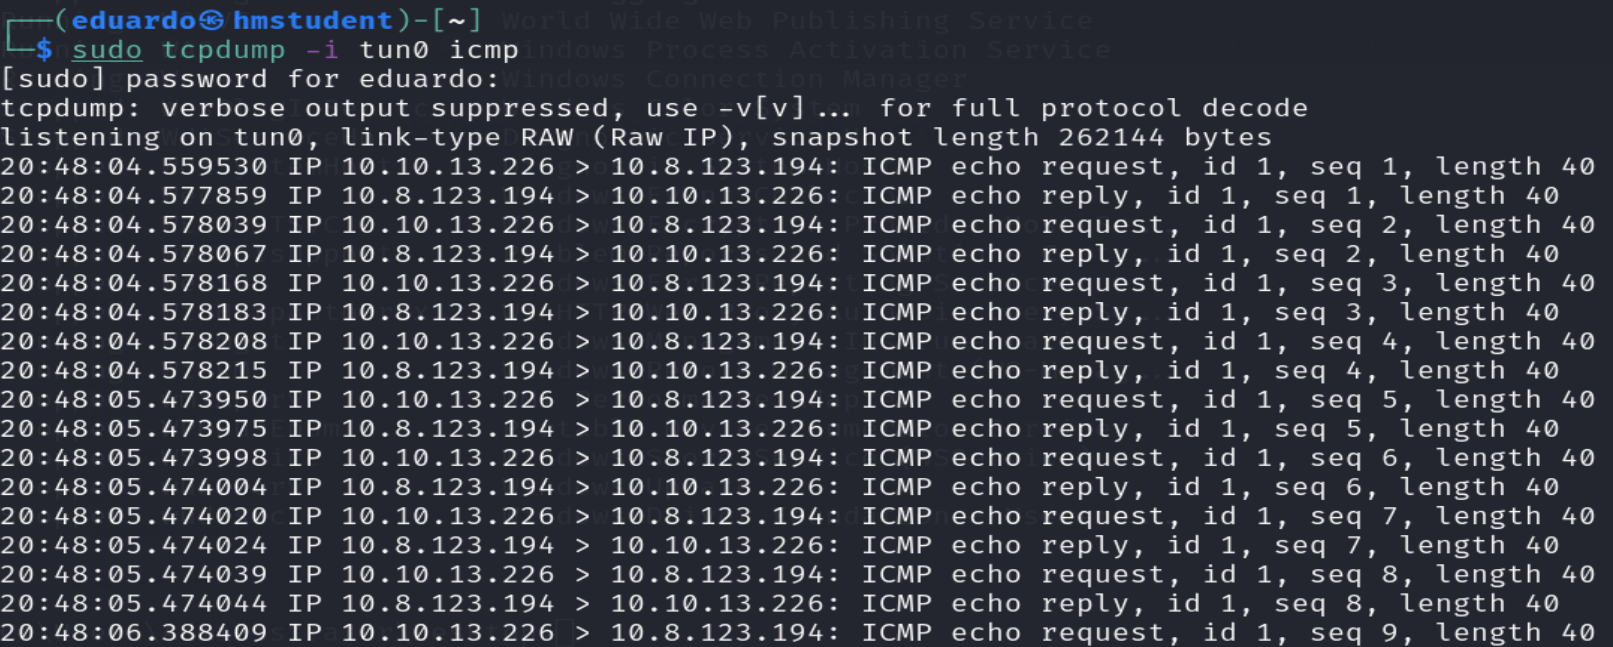 ┌──(eduardo㉿hmstudent)-[~]
└─$ sudo tcpdump -i tun0 icmp
[sudo] password for eduardo:
tcpdump: verbose output suppressed, use -v[v]... for full protocol decode
listening on tun0, link-type RAW (Raw IP), snapshot length 262144 bytes
20:48:04.559530 IP 10.10.13.226 > 10.8.123.194: ICMP echo request, id 1, seq 1, length 40
20:48:04.577859 IP 10.8.123.194 > 10.10.13.226: ICMP echo reply, id 1, seq 1, length 40
20:48:04.578039 IP 10.10.13.226 > 10.8.123.194: ICMP echo request, id 1, seq 2, length 40
20:48:04.578067 IP 10.8.123.194 > 10.10.13.226: ICMP echo reply, id 1, seq 2, length 40
20:48:04.578168 IP 10.10.13.226 > 10.8.123.194: ICMP echo request, id 1, seq 3, length 40
20:48:04.578183 IP 10.8.123.194 > 10.10.13.226: ICMP echo reply, id 1, seq 3, length 40
20:48:04.578208 IP 10.10.13.226 > 10.8.123.194: ICMP echo request, id 1, seq 4, length 40
20:48:04.578215 IP 10.8.123.194 > 10.10.13.226: ICMP echo reply, id 1, seq 4, length 40
20:48:05.473950 IP 10.10.13.226 > 10.8.123.194: ICMP echo request, id 1, seq 5, length 40
20:48:05.473975 IP 10.8.123.194 > 10.10.13.226: ICMP echo reply, id 1, seq 5, length 40
20:48:05.473998 IP 10.10.13.226 > 10.8.123.194: ICMP echo request, id 1, seq 6, length 40
20:48:05.474004 IP 10.8.123.194 > 10.10.13.226: ICMP echo reply, id 1, seq 6, length 40
20:48:05.474020 IP 10.10.13.226 > 10.8.123.194: ICMP echo request, id 1, seq 7, length 40
20:48:05.474024 IP 10.8.123.194 > 10.10.13.226: ICMP echo reply, id 1, seq 7, length 40
20:48:05.474039 IP 10.10.13.226 > 10.8.123.194: ICMP echo request, id 1, seq 8, length 40
20:48:05.474044 IP 10.8.123.194 > 10.10.13.226: ICMP echo reply, id 1, seq 8, length 40
20:48:06.388409 IP 10.10.13.226 > 10.8.123.194: ICMP echo request, id 1, seq 9, length 40